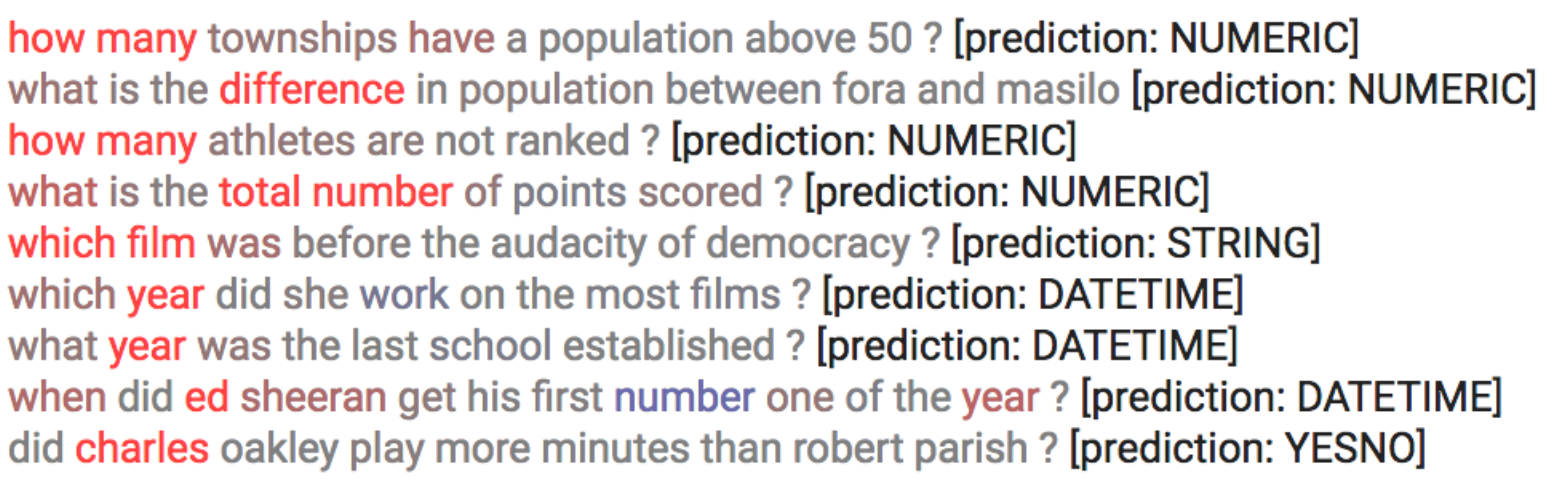 how many townships have a population above 50 ? [prediction: NUMERIC]
what is the difference in population between fora and masilo [prediction: NUMERIC]
how many athletes are not ranked ? [prediction: NUMERIC]
what is the total number of points scored ? [prediction: NUMERIC]
which film was before the audacity of democracy ? [prediction: STRING]
which year did she work on the most films ? [prediction: DATETIME]
what year was the last school established ? [prediction: DATETIME]
when did ed sheeran get his first number one of the year ? [prediction: DATETIME]
did charles oakley play more minutes than robert parish ? [prediction: YESNO]